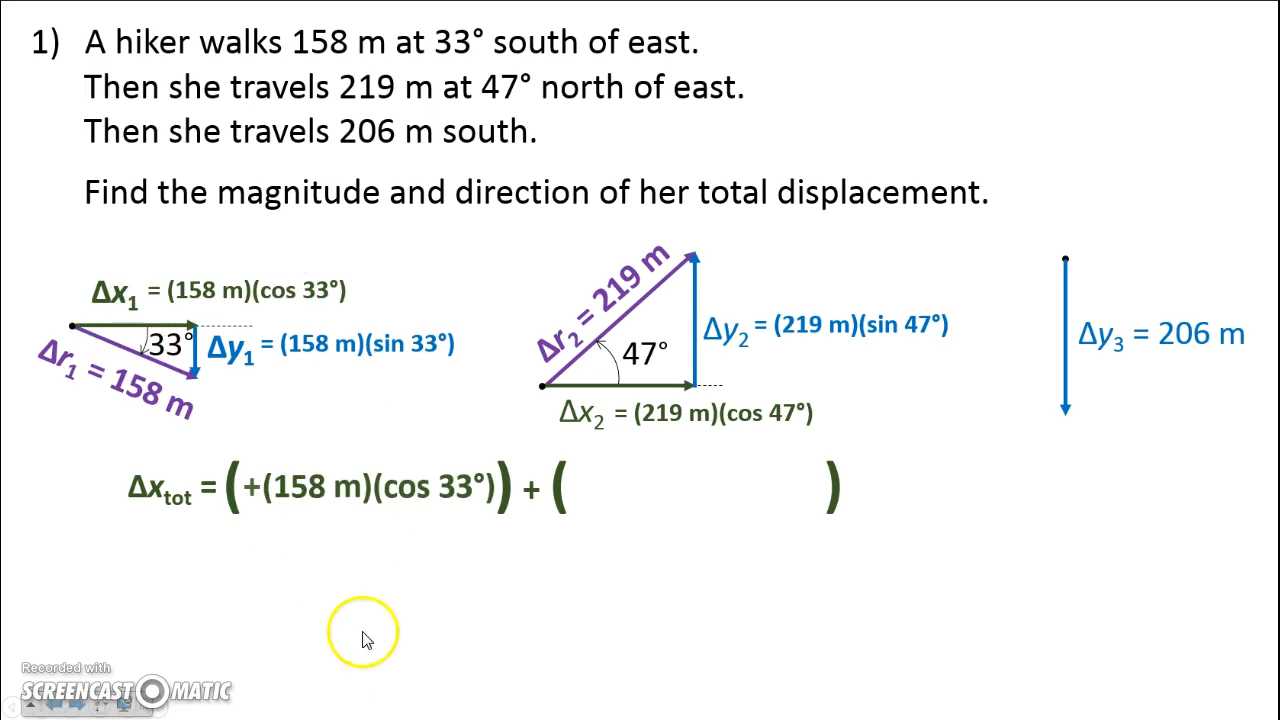 1) A hiker walks 158 m at 33° south of east.
Then she travels 219 m at 47° north of east.
Then she travels 206 m south.
Find the magnitude and direction of her total displacement.
Δx₁ = (158 m)(cos 33°)
33°
Δy₁ = (158 m)(sin 33°)
Δr₁ = 158 m
Δr₂ = 219 m
47°
Δy₂ = (219 m)(sin 47°)
Δx₂ = (219 m)(cos 47°)
Δy₃ = 206 m
Δxtot = (+(158 m)(cos 33°)) + ( )
Recorded with
SCREENCAST MATIC